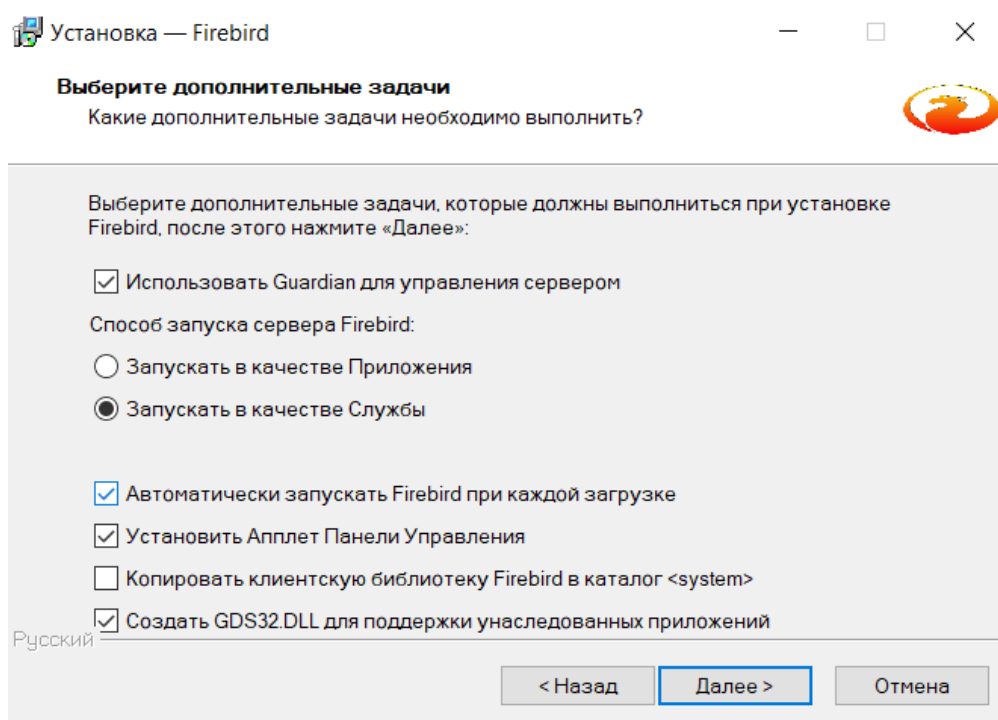 Установка — Firebird
Выберите дополнительные задачи
Какие дополнительные задачи необходимо выполнить?
Выберите дополнительные задачи, которые должны выполниться при установке
Firebird, после этого нажмите «Далее»:
Использовать Guardian для управления сервером
Способ запуска сервера Firebird:
Запускать в качестве Приложения
Запускать в качестве Службы
Автоматически запускать Firebird при каждой загрузке
Установить Апплет Панели Управления
Копировать клиентскую библиотеку Firebird в каталог <system>
Создать GDS32.DLL для поддержки унаследованных приложений
Русский
< Назад
Далее >
Отмена